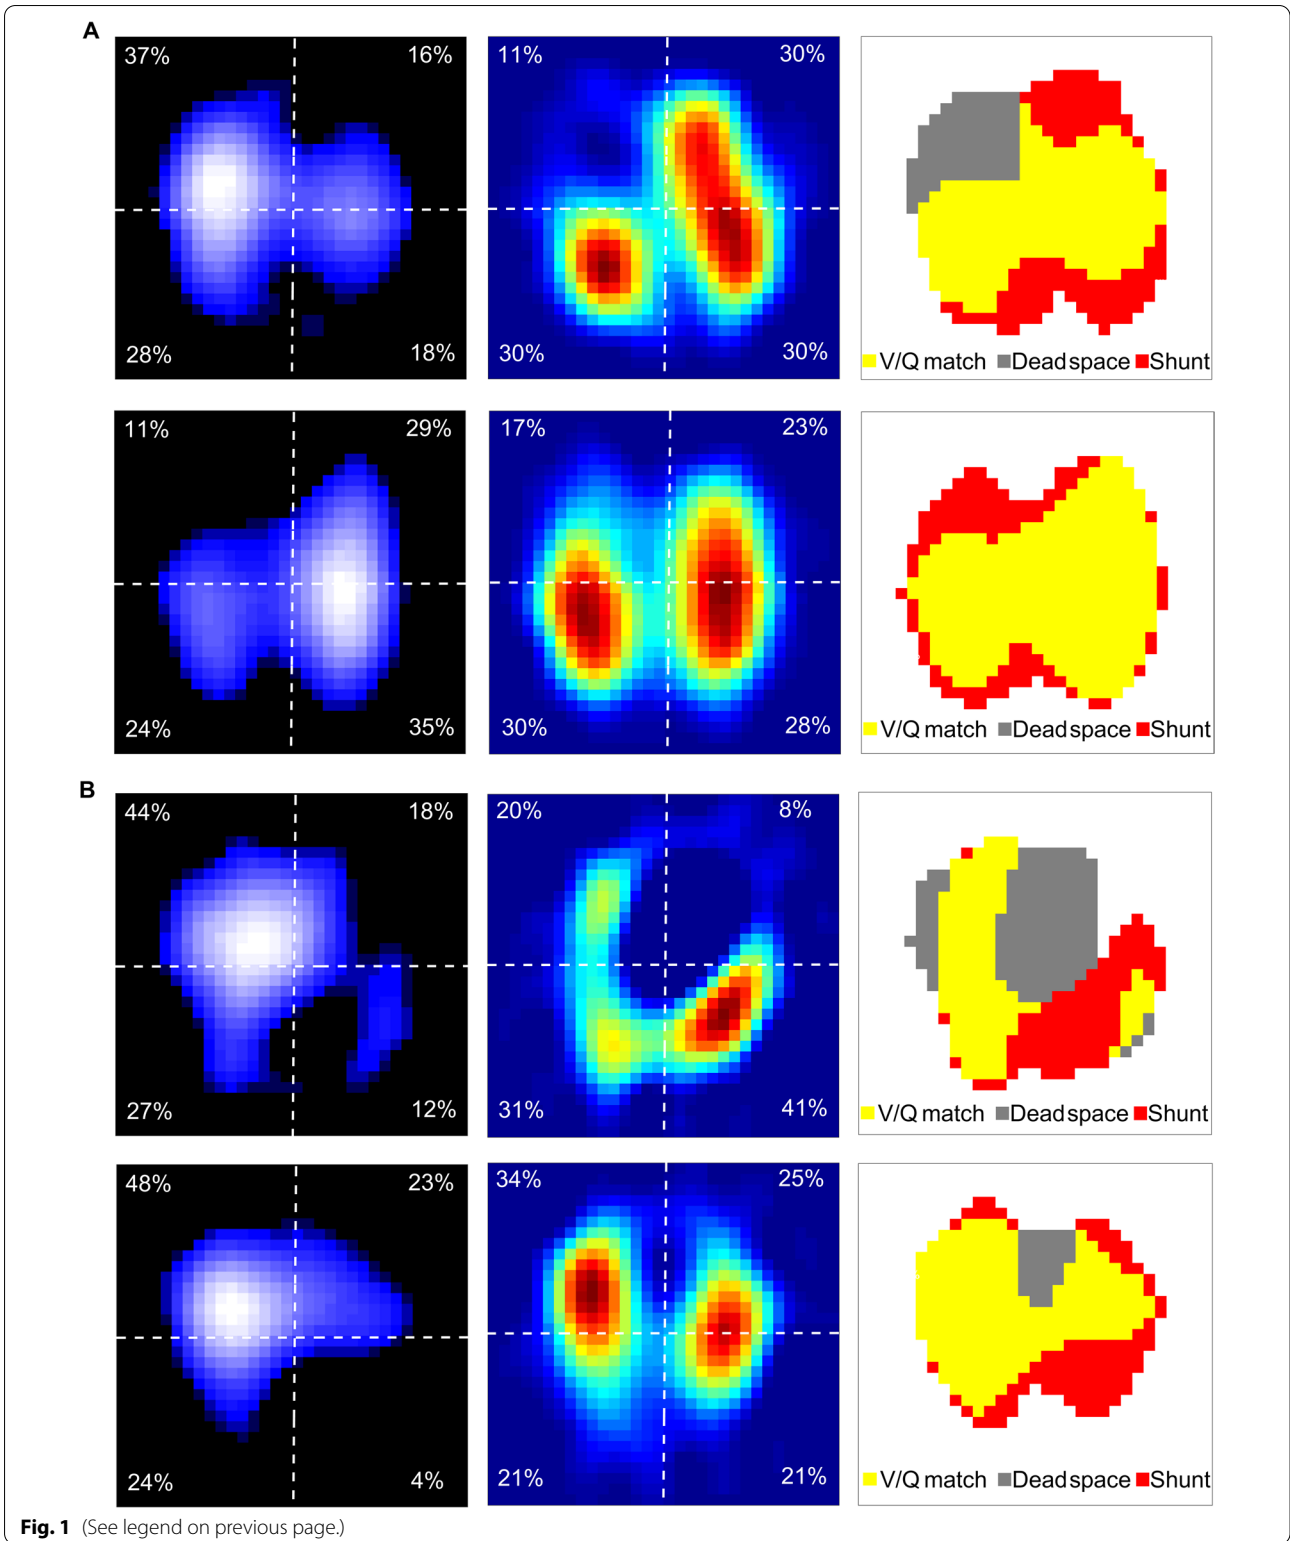 A
37% 16% 11% 30%
28% 18% 30% 30%
V/Q match Dead space Shunt
11% 29% 17% 23%
24% 35% 30% 28%
V/Q match Dead space Shunt
B
44% 18% 20% 8%
27% 12% 31% 41%
V/Q match Dead space Shunt
48% 23% 34% 25%
24% 4% 21% 21%
V/Q match Dead space Shunt
Fig. 1 (See legend on previous page.)